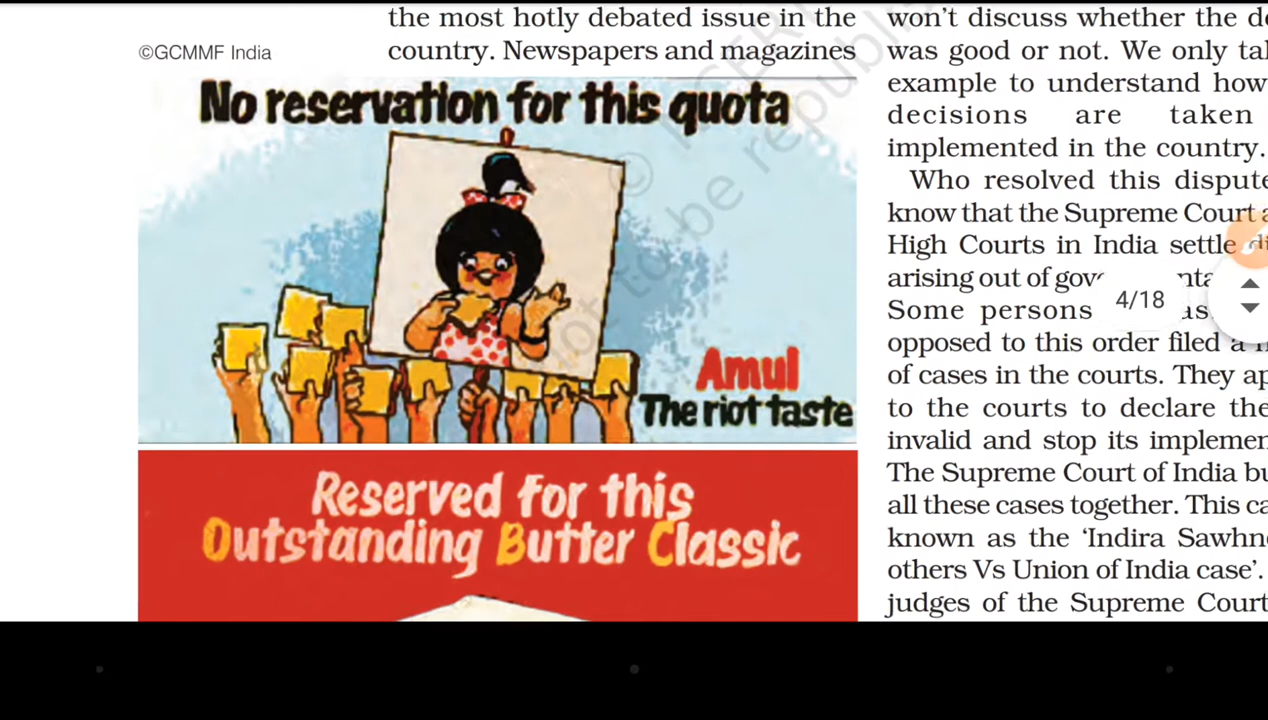 the most hotly debated issue in the
country. Newspapers and magazines
©GCMMF India
No reservation for this quota
Amul
The riot taste
Reserved for this
Outstanding Butter Classic
won't discuss whether the
was good or not. We only
example to understand how
decisions are taken
implemented in the country.
Who resolved this
know that the Supreme Court
High Courts in India settle
arising out of
Some persons
opposed to this order filed a
of cases in the courts. They
to the courts to declare the
invalid and stop its
The Supreme Court of India
all these cases together. This
known as the 'Indira
others Vs Union of India case'.
judges of the Supreme Court
4/18
© NCERT
not to be